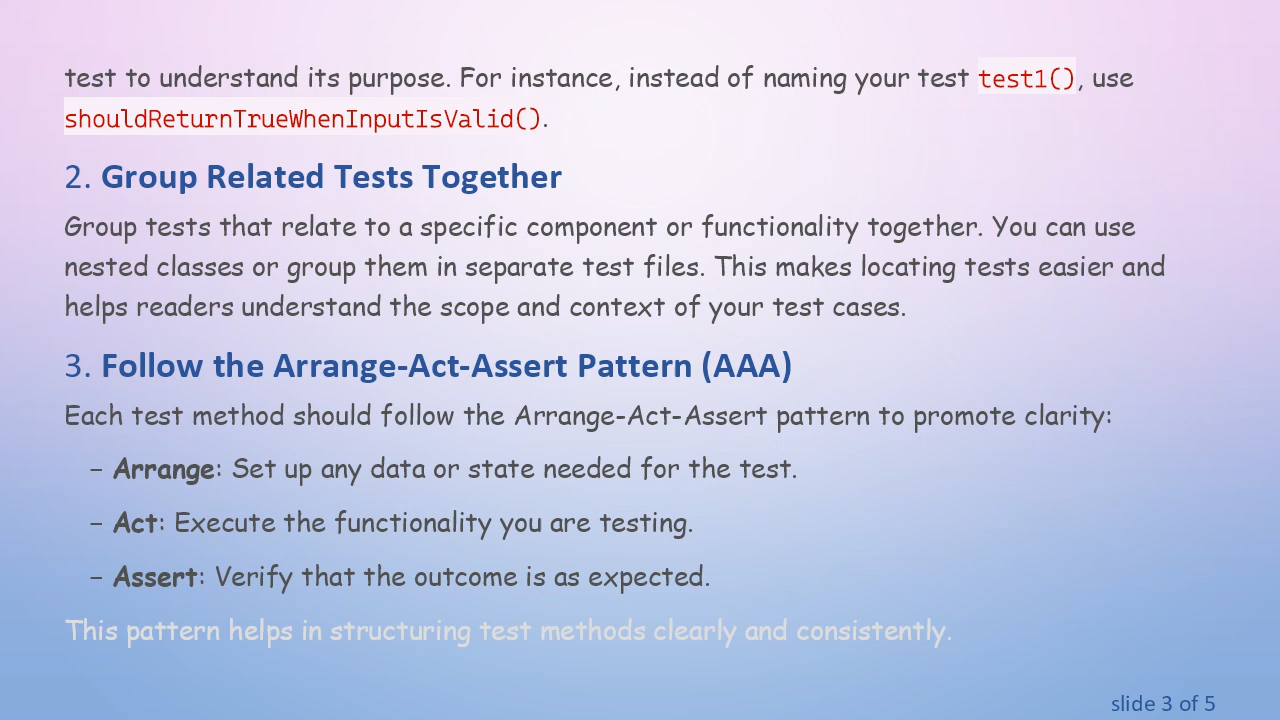 test to understand its purpose. For instance, instead of naming your test test1(), use
shouldReturnTrueWhenInputIsValid().
2. Group Related Tests Together
Group tests that relate to a specific component or functionality together. You can use
nested classes or group them in separate test files. This makes locating tests easier and
helps readers understand the scope and context of your test cases.
3. Follow the Arrange-Act-Assert Pattern (AAA)
Each test method should follow the Arrange-Act-Assert pattern to promote clarity:
– Arrange: Set up any data or state needed for the test.
– Act: Execute the functionality you are testing.
– Assert: Verify that the outcome is as expected.
This pattern helps in structuring test methods clearly and consistently.
slide 3 of 5